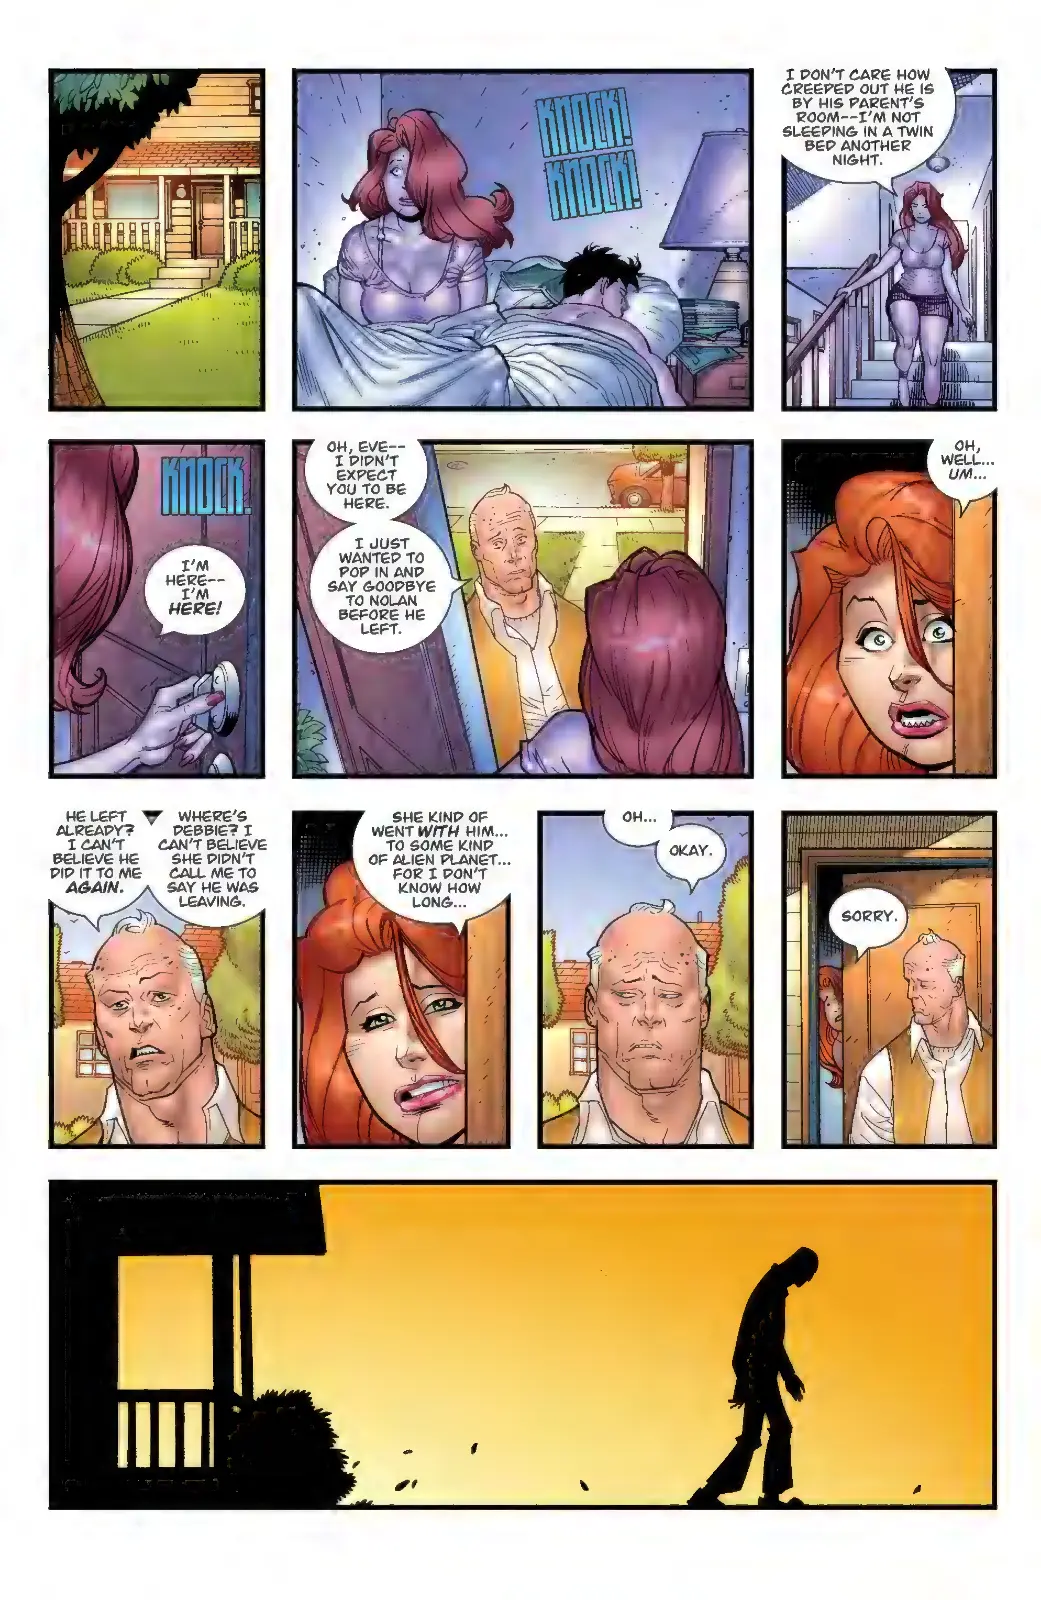 KNOCK!
KNOCK!
I DON'T CARE HOW
CREEPED OUT HE IS
BY HIS PARENT'S
ROOM--I'M NOT
SLEEPING IN A TWIN
BED ANOTHER
NIGHT.
KNOCK.
I'M
HERE--
I'M
HERE!
OH, EVE--
I DIDN'T
EXPECT
YOU TO BE
HERE.
I JUST
WANTED TO
POP IN AND
SAY GOODBYE
TO NOLAN
BEFORE HE
LEFT.
OH,
WELL...
UM...
HE LEFT
ALREADY?
I CAN'T
BELIEVE HE
DID IT TO ME
AGAIN.
WHERE'S
DEBBIE? I
CAN'T BELIEVE
SHE DIDN'T
CALL ME TO
SAY HE WAS
LEAVING.
SHE KIND OF
WENT WITH HIM...
TO SOME KIND
OF ALIEN PLANET...
FOR I DON'T
KNOW HOW
LONG...
OH...
OKAY.
SORRY.